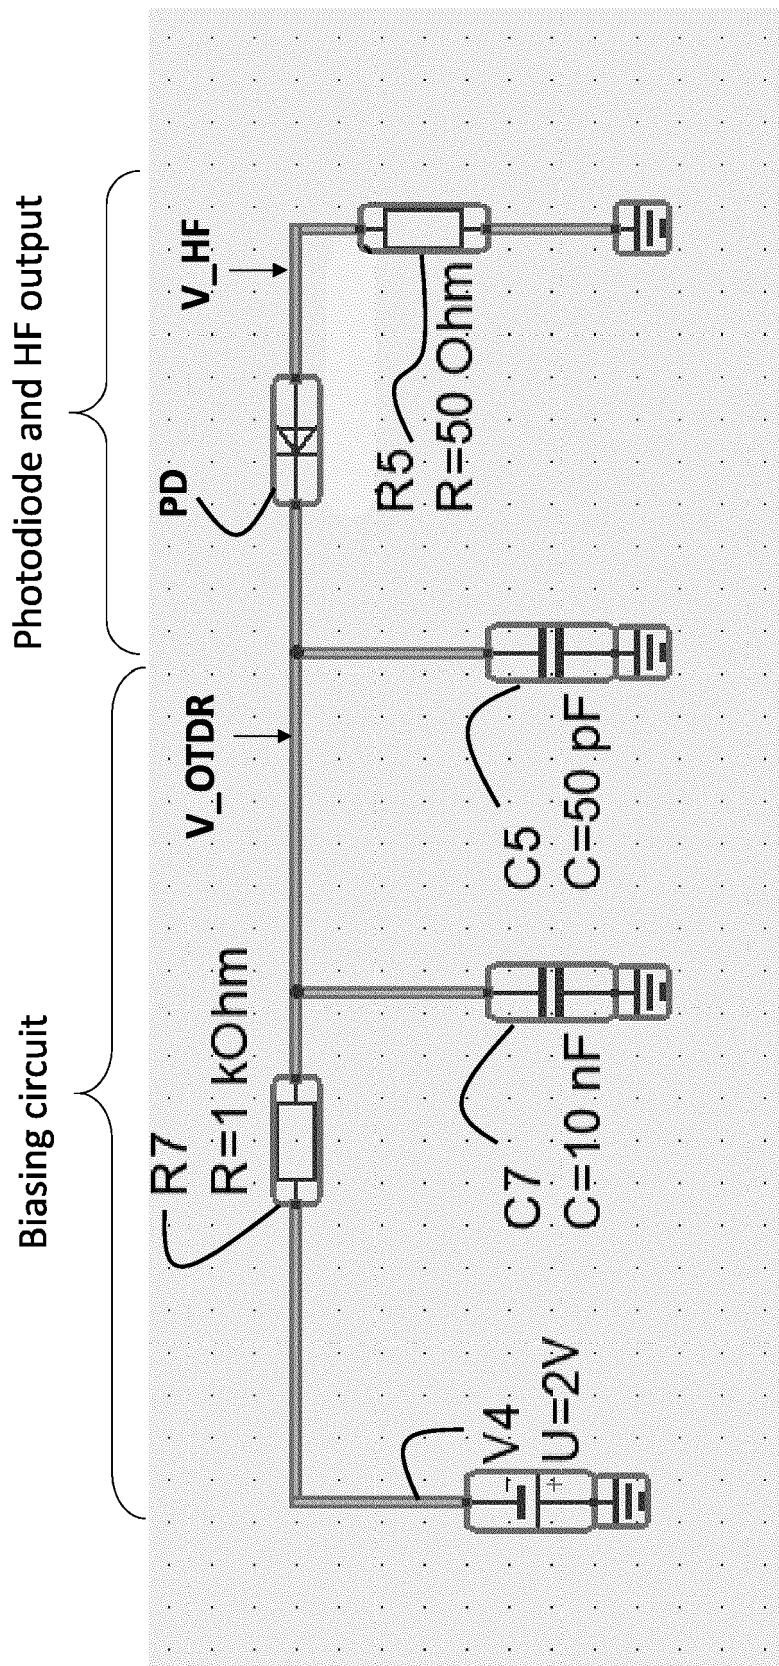 Biasing circuit
Photodiode and HF output
R7
R=1 kOhm
V_OTDR
PD
V_HF
V4
U=2V
-
+
C7
C=10 nF
C5
C=50 pF
R5
R=50 Ohm